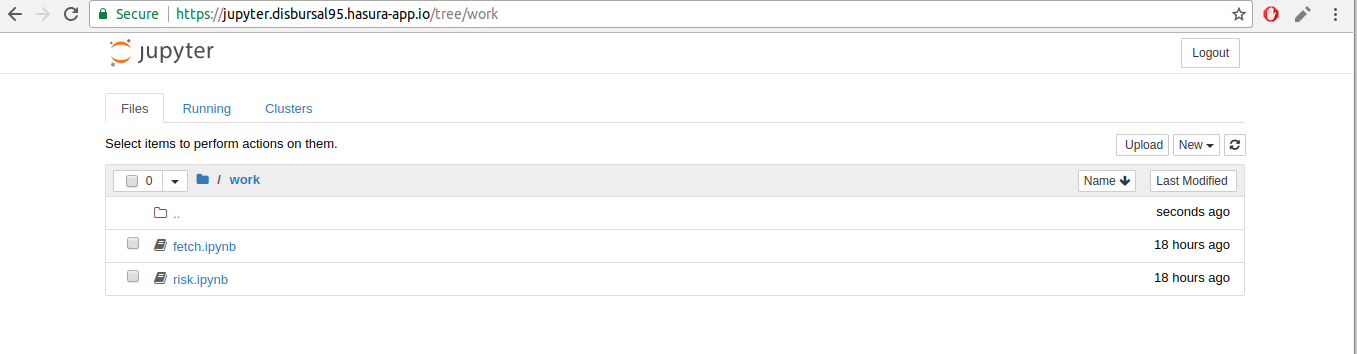 Secure https://jupyter.disbursal95.hasura-app.io/tree/work
jupyter Logout
Files Running Clusters
Select items to perform actions on them. Upload New
0 / work Name Last Modified
.. seconds ago
fetch.ipynb 18 hours ago
risk.ipynb 18 hours ago